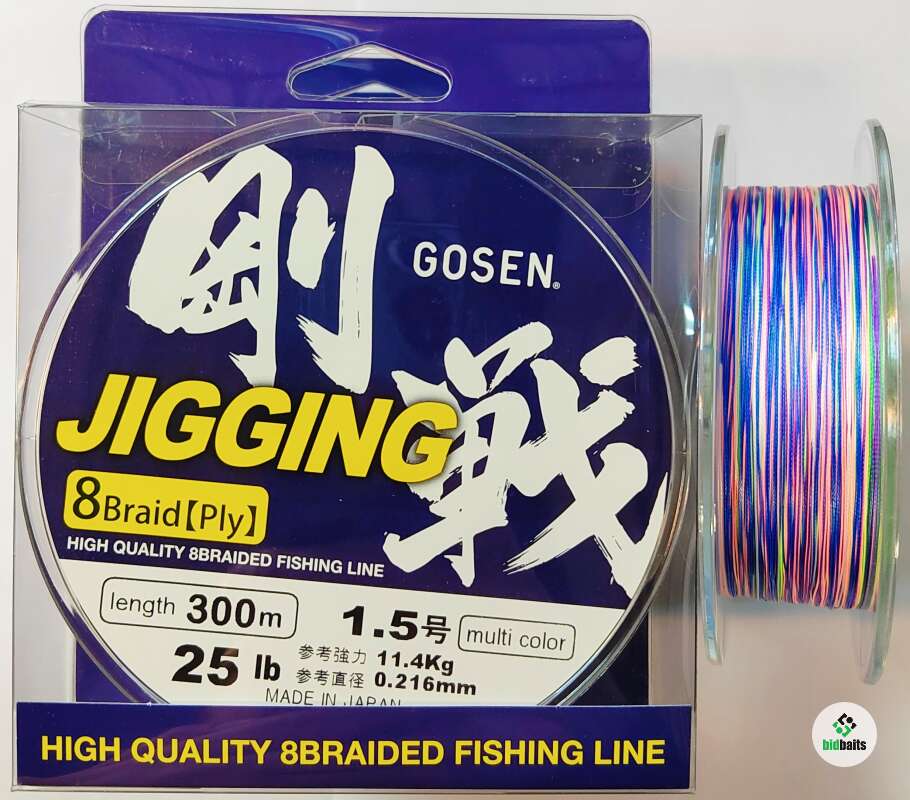 剛戦
GOSEN®
JIGGING
8Braid【Ply】
HIGH QUALITY 8BRAIDED FISHING LINE
length 300m
1.5号
multi color
25 lb
参考強力 11.4Kg
参考直径 0.216mm
MADE IN JAPAN
HIGH QUALITY 8BRAIDED FISHING LINE
bidbaits